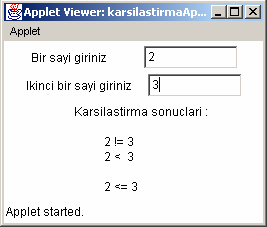 Applet Viewer: karsilastirmaAp...
Applet
Bir sayi giriniz 2
Ikinci bir sayi giriniz 3
Karsilastirma sonuclari :
2 != 3
2 < 3
2 <= 3
Applet started.